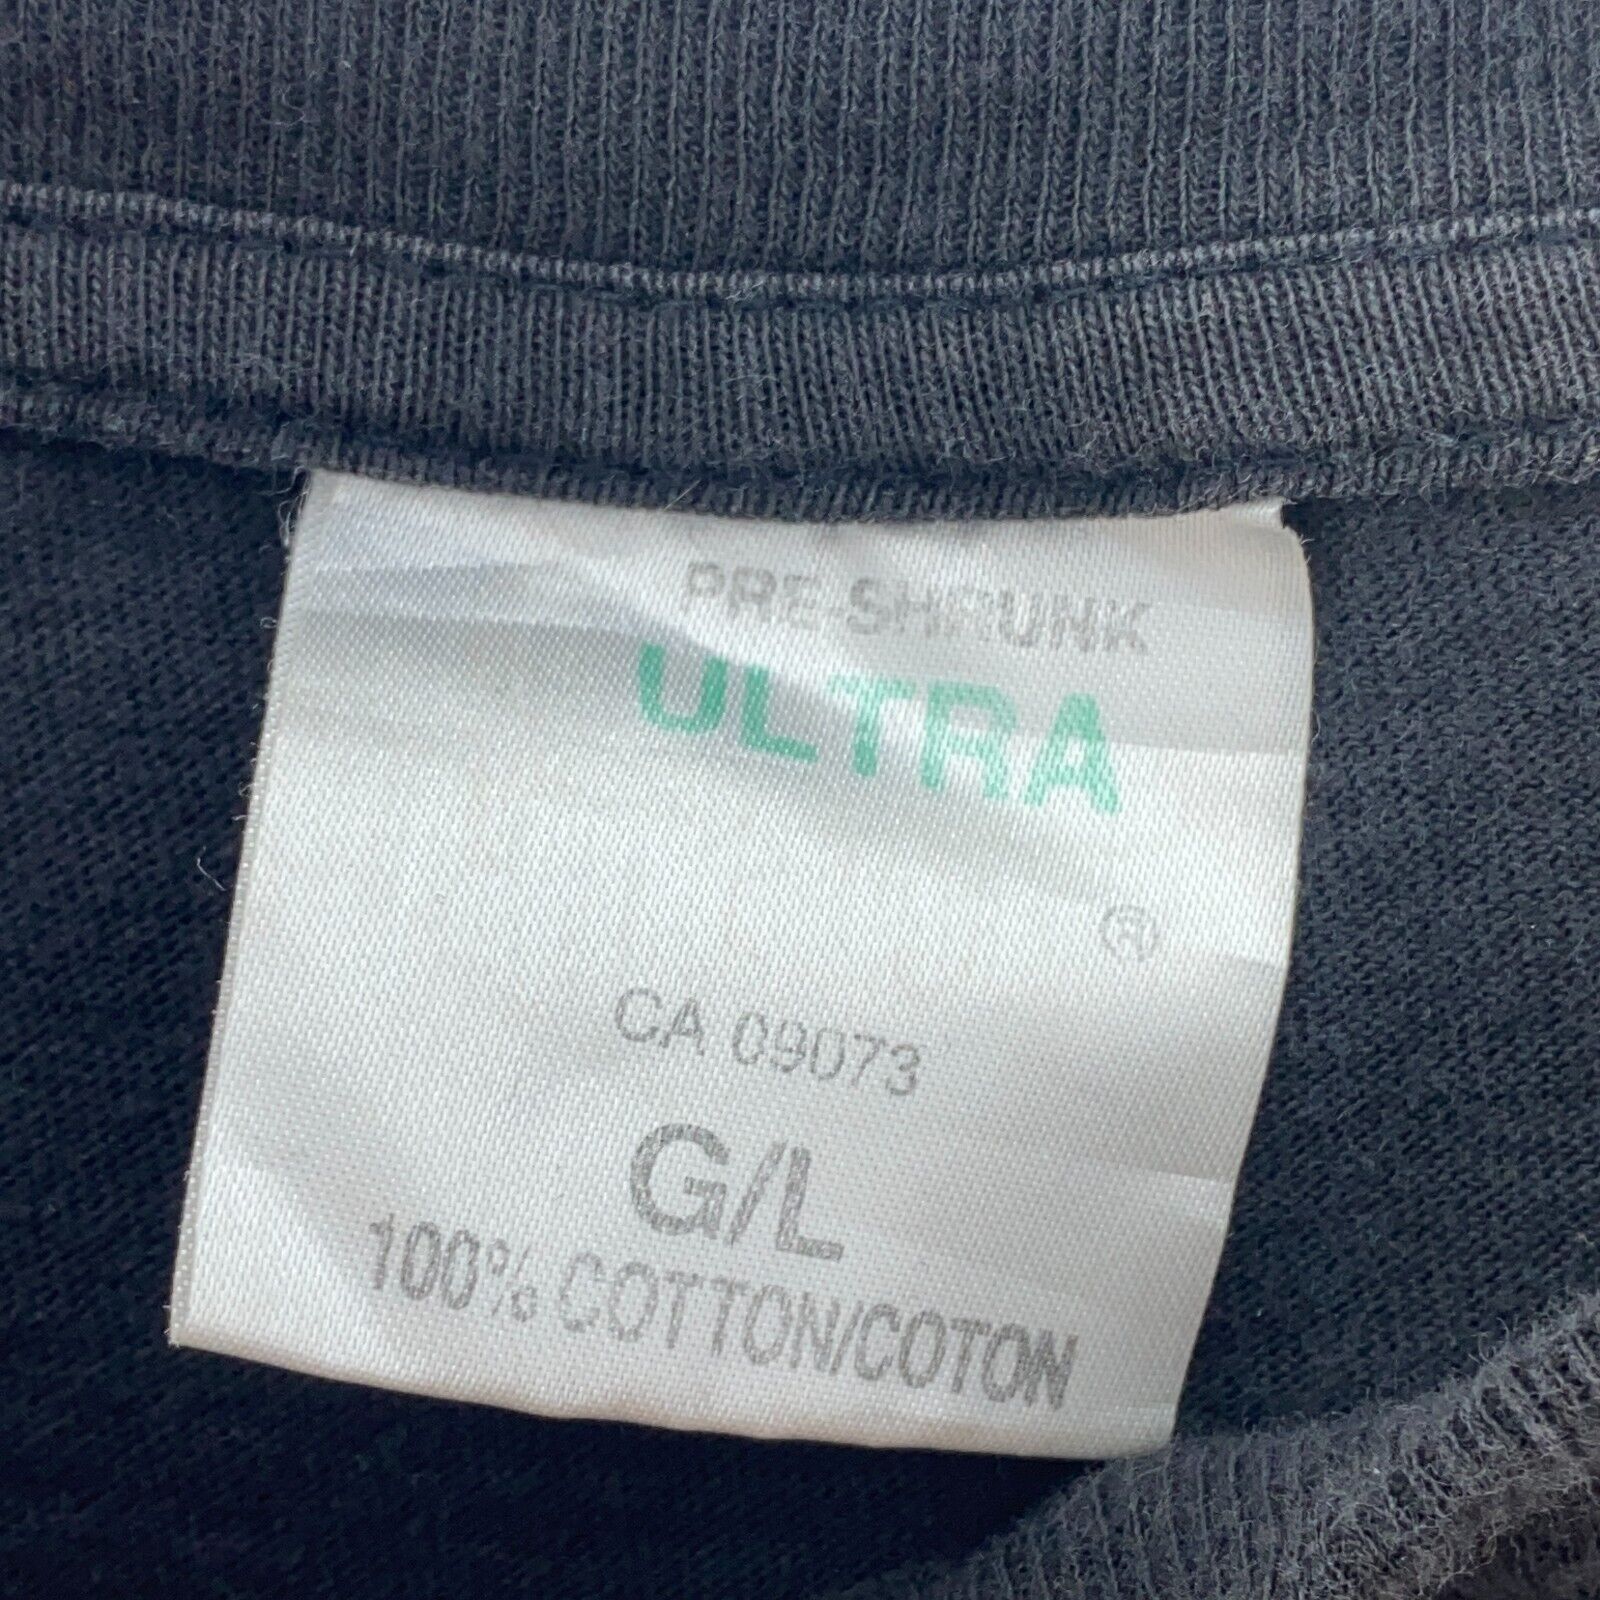 PRE-SHRUNK
ULTRA
®
CA 09073
G/L
100% COTTON/COTON